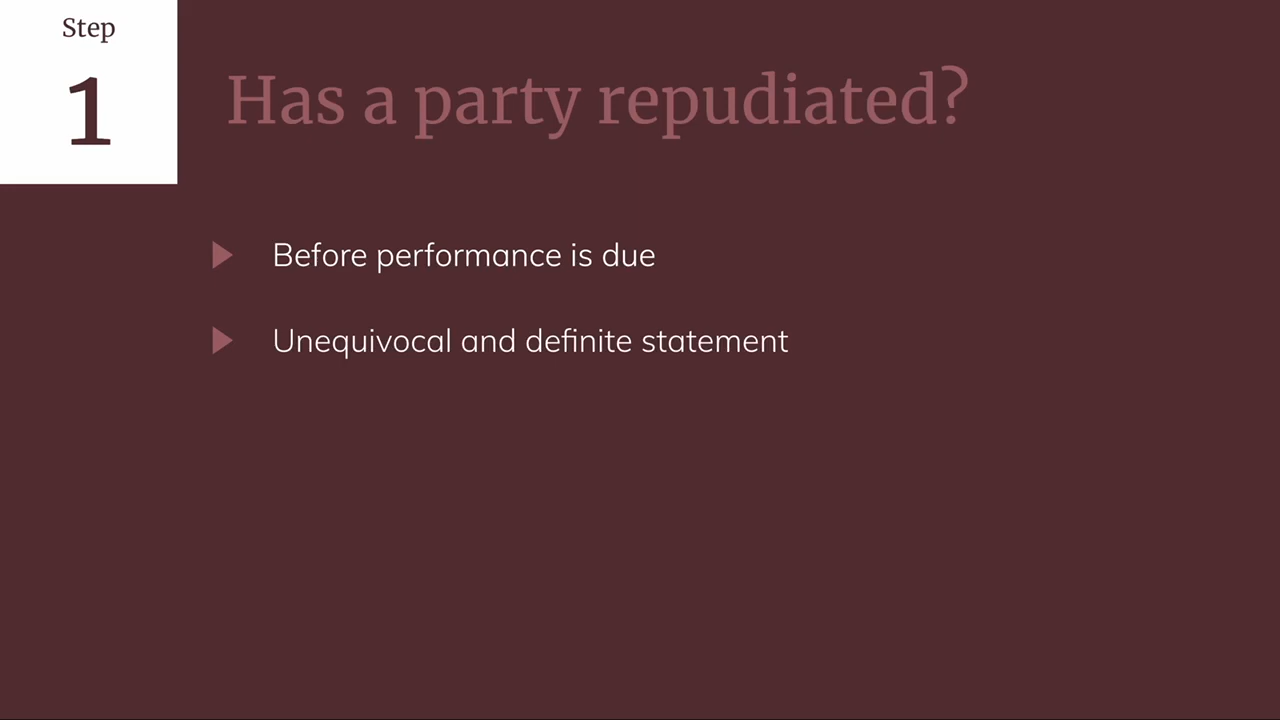 Step
1
Has a party repudiated?
Before performance is due
Unequivocal and definite statement